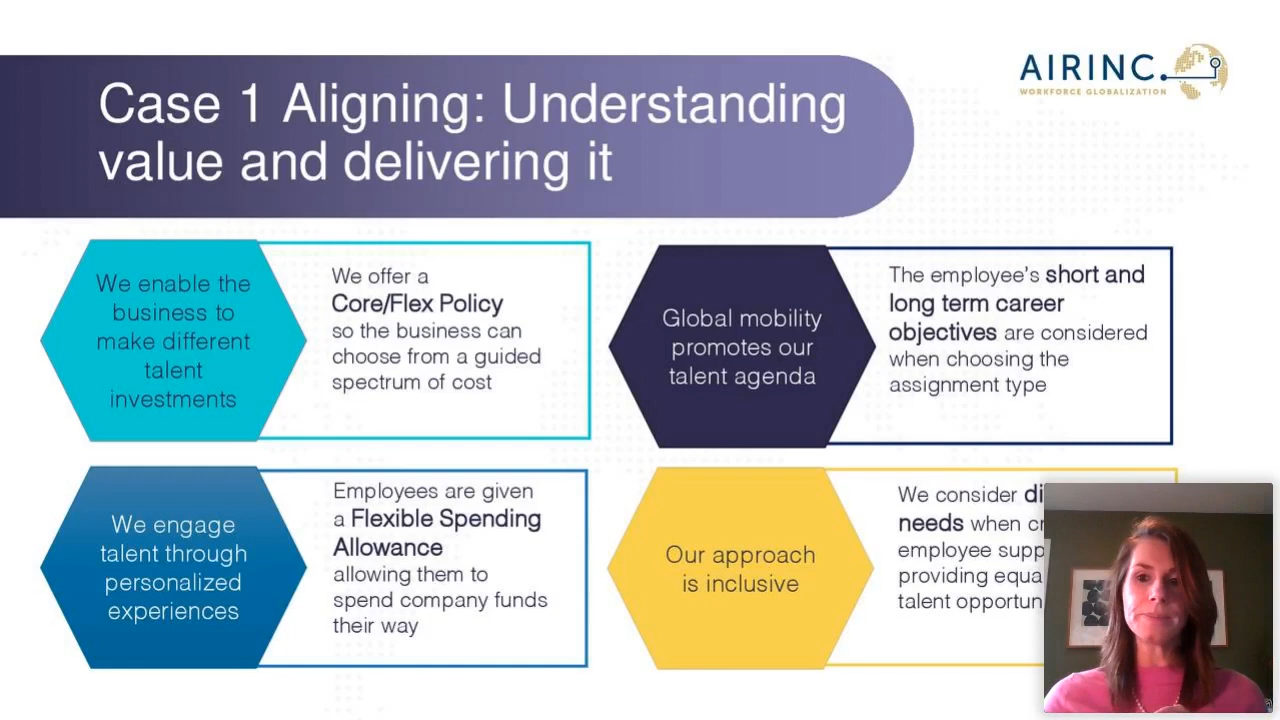 AIRINC.
WORKFORCE GLOBALIZATION
Case 1 Aligning: Understanding
value and delivering it
We enable the
business to
make different
talent
investments
We offer a
Core/Flex Policy
so the business can
choose from a guided
spectrum of cost
Global mobility
promotes our
talent agenda
The employee's short and
long term career
objectives are considered
when choosing the
assignment type
We engage
talent through
personalized
experiences
Employees are given
a Flexible Spending
Allowance
allowing them to
spend company funds
their way
Our approach
is inclusive
We consider
needs when
employee
providing
talent